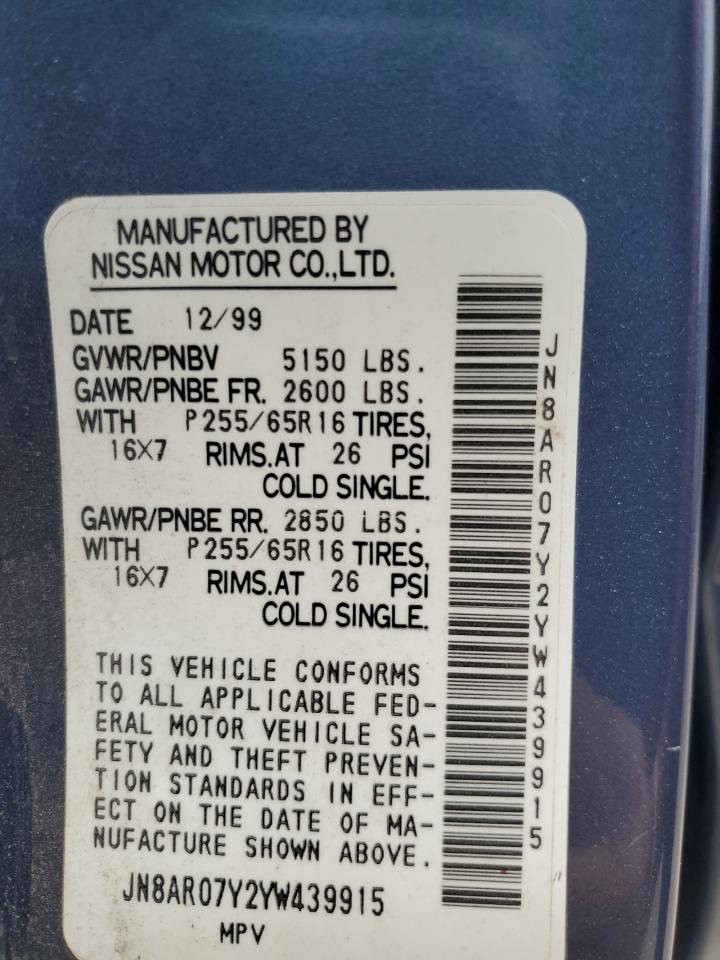 MANUFACTURED BY
NISSAN MOTOR CO.,LTD.
DATE 12/99
GVWR/PNBV 5150 LBS.
GAWR/PNBE FR. 2600 LBS.
WITH P255/65R16 TIRES,
16X7 RIMS.AT 26 PSI
COLD SINGLE.
GAWR/PNBE RR. 2850 LBS.
WITH P255/65R16 TIRES,
16X7 RIMS.AT 26 PSI
COLD SINGLE.
THIS VEHICLE CONFORMS
TO ALL APPLICABLE FED-
ERAL MOTOR VEHICLE SA-
FETY AND THEFT PREVEN-
TION STANDARDS IN EFF-
ECT ON THE DATE OF MA-
NUFACTURE SHOWN ABOVE.
JN8AR07Y2YW439915
MPV
JN8AR07Y2YW439915